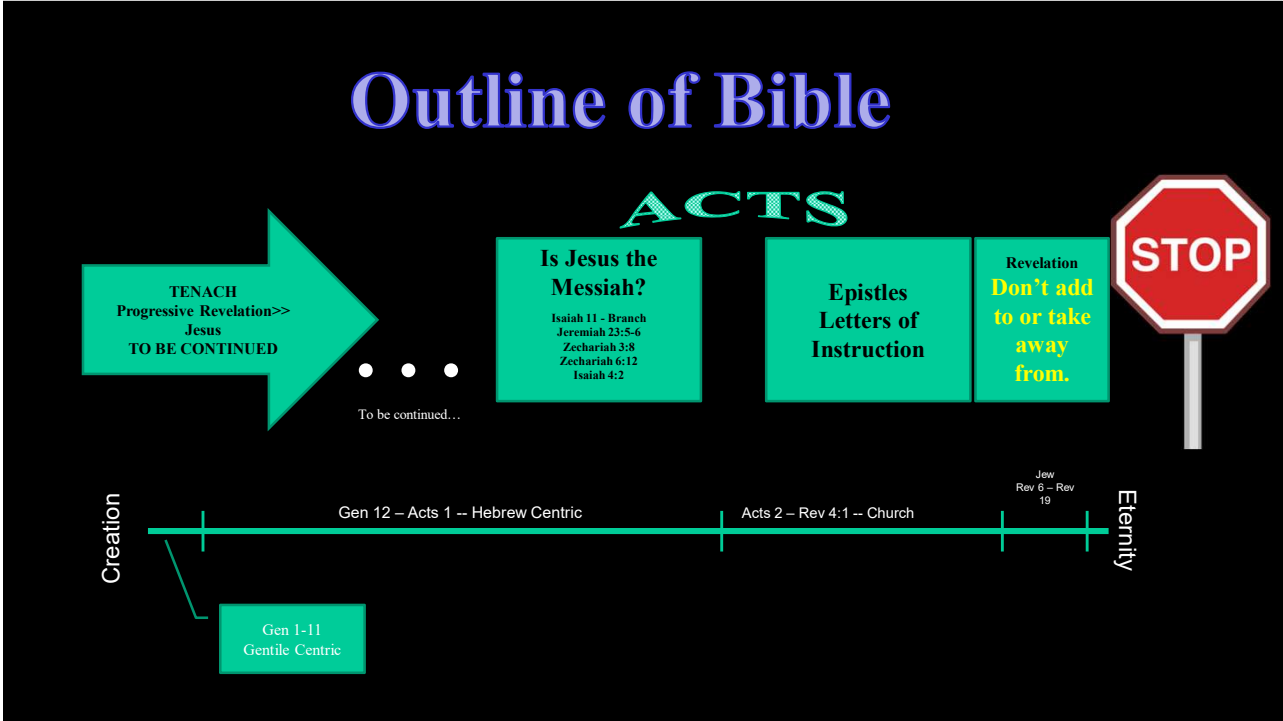 Outline of Bible
ACTS
TENACH
Progressive Revelation>>
Jesus
TO BE CONTINUED
To be continued…
Is Jesus the
Messiah?
Isaiah 11 - Branch
Jeremiah 23:5-6
Zechariah 3:8
Zechariah 6:12
Isaiah 4:2
Epistles
Letters of
Instruction
Revelation
Don’t add
to or take
away
from.
STOP
Creation
Gen 12 – Acts 1 -- Hebrew Centric
Acts 2 – Rev 4:1 -- Church
Jew
Rev 6 – Rev
19
Eternity
Gen 1-11
Gentile Centric